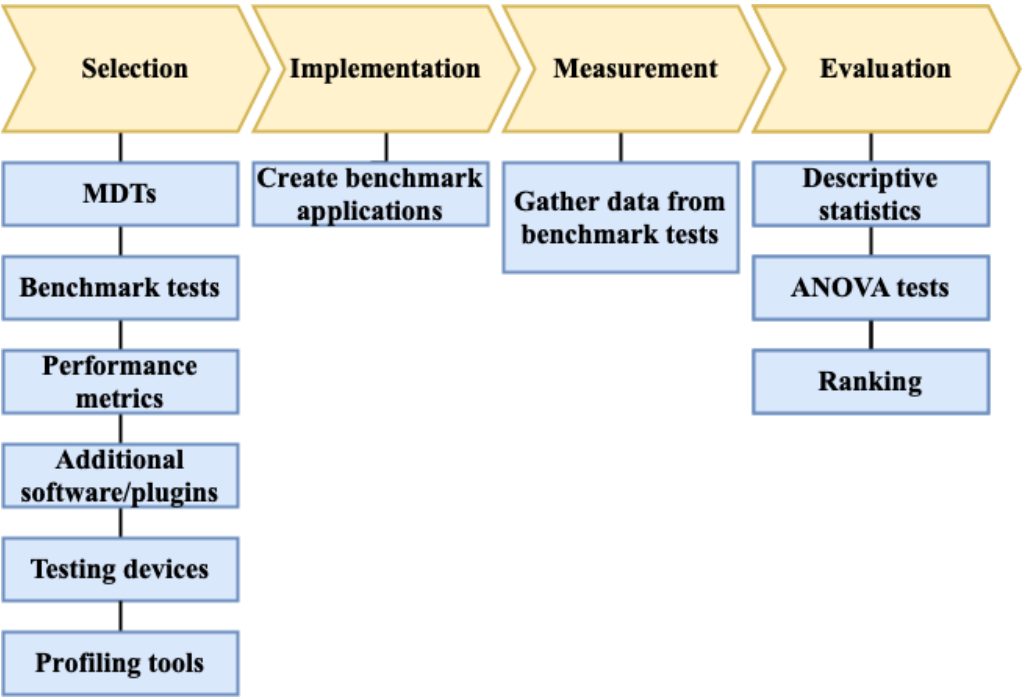 Selection
Implementation
Measurement
Evaluation
MDTs
Benchmark tests
Performance
metrics
Additional
software/plugins
Testing devices
Profiling tools
Create benchmark
applications
Gather data from
benchmark tests
Descriptive
statistics
ANOVA tests
Ranking